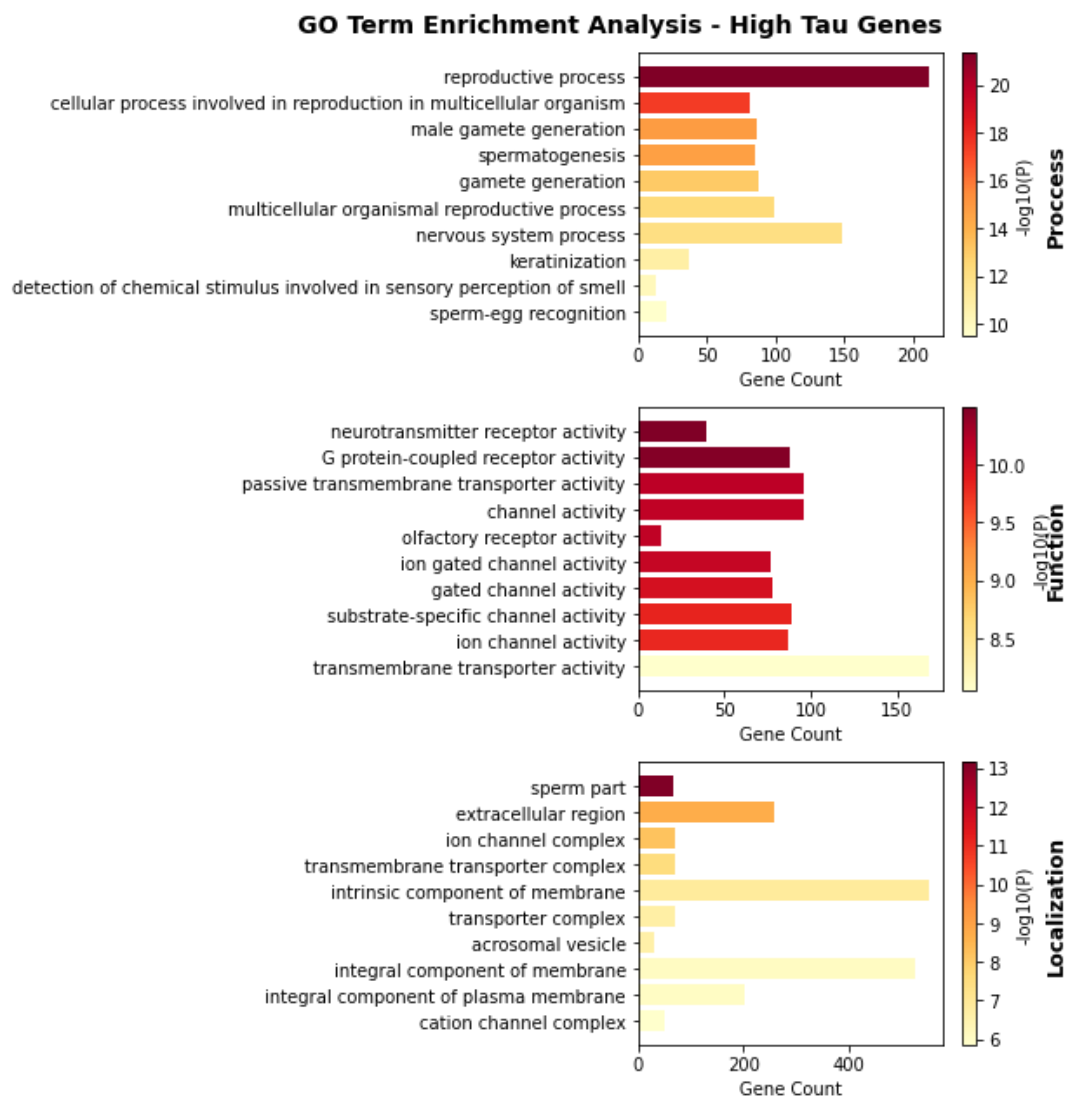 GO Term Enrichment Analysis - High Tau Genes
reproductive process
cellular process involved in reproduction in multicellular organism
male gamete generation
spermatogenesis
gamete generation
multicellular organismal reproductive process
nervous system process
keratinization
detection of chemical stimulus involved in sensory perception of smell
sperm-egg recognition
0 50 100 150 200
Gene Count
20
18
16
14
12
10
-log10(P)
Proccess
neurotransmitter receptor activity
G protein-coupled receptor activity
passive transmembrane transporter activity
channel activity
olfactory receptor activity
ion gated channel activity
gated channel activity
substrate-specific channel activity
ion channel activity
transmembrane transporter activity
0 50 100 150
Gene Count
10.0
9.5
9.0
8.5
-log10(P)
Function
sperm part
extracellular region
ion channel complex
transmembrane transporter complex
intrinsic component of membrane
transporter complex
acrosomal vesicle
integral component of membrane
integral component of plasma membrane
cation channel complex
0 200 400
Gene Count
13
12
11
10
9
8
7
6
-log10(P)
Localization